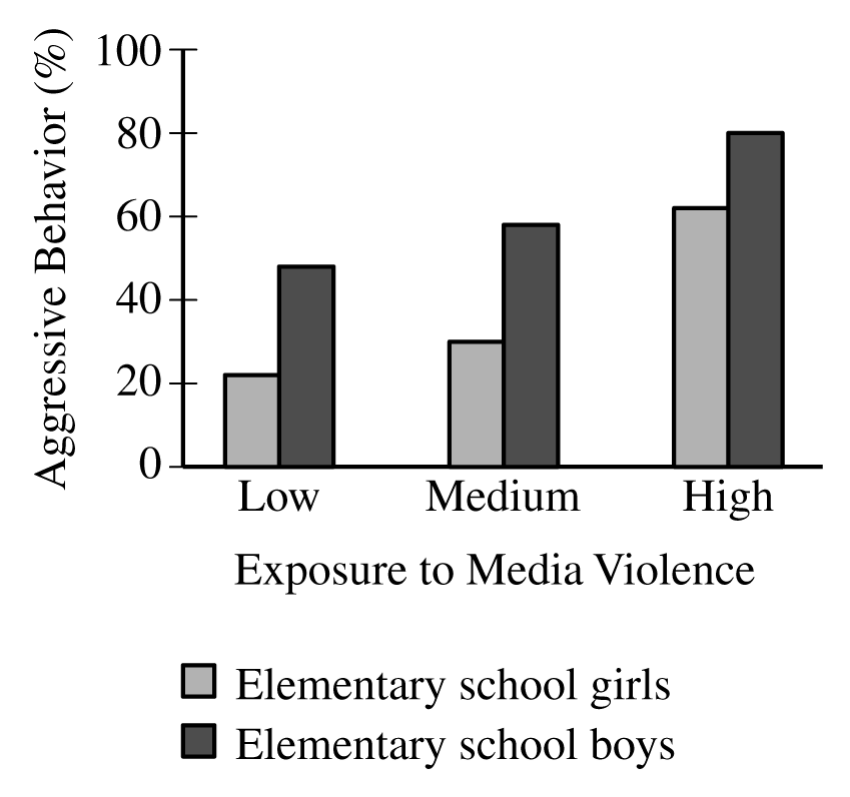 Aggressive Behavior (%)
100
80
60
40
20
0
Low Medium High
Exposure to Media Violence
Elementary school girls
Elementary school boys